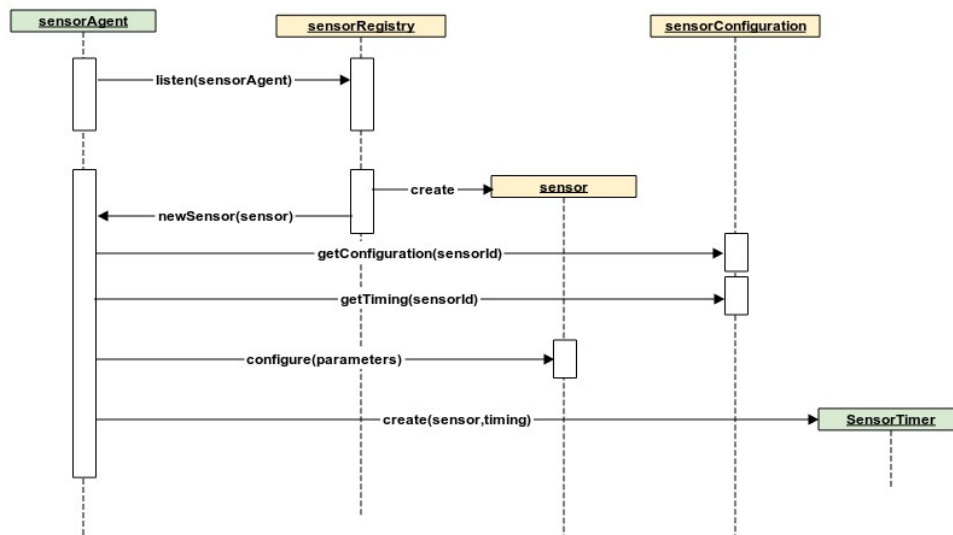 sensorAgent
sensorRegistry
sensorConfiguration
listen(sensorAgent)
create
sensor
newSensor(sensor)
getConfiguration(sensorId)
getTiming(sensorId)
configure(parameters)
create(sensor,timing)
SensorTimer